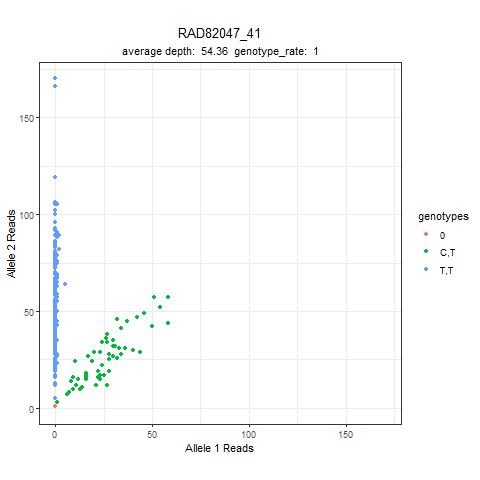 RAD82047_41
average depth: 54.36 genotype_rate: 1
150
100
50
0
Allele 2 Reads
0 50 100 150
Allele 1 Reads
genotypes
0
C,T
T,T